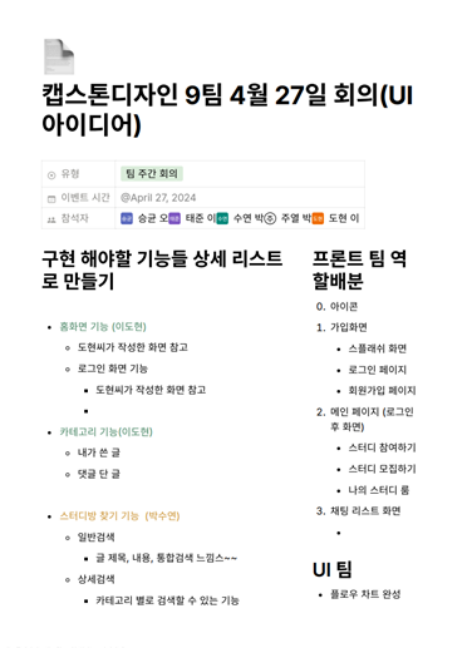 캡스톤디자인 9팀 4월 27일 회의(UI
아이디어)
유형 팀 주간 회의
이벤트 시간 @April 27, 2024
참석자 승균 오 태준 이 수연 박 주 주열 박 도현 이
구현 해야할 기능들 상세 리스트
로 만들기
홈화면 기능 (이도현)
도현씨가 작성한 화면 참고
로그인 화면 기능
도현씨가 작성한 화면 참고
카테고리 기능(이도현)
내가 쓴 글
댓글 단 글
스터디방 찾기 기능 (박수연)
일반검색
글 제목, 내용, 통합검색 느낌스~~
상세검색
카테고리 별로 검색할 수 있는 기능
프론트 팀 역
할배분
0. 아이콘
1. 가입화면
스플래쉬 화면
로그인 페이지
회원가입 페이지
2. 메인 페이지 (로그인
후 화면)
스터디 참여하기
스터디 모집하기
나의 스터디 룸
3. 채팅 리스트 화면
UI 팀
플로우 차트 완성